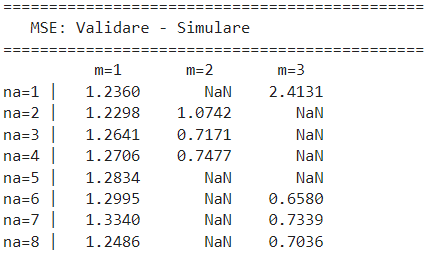 ==============================================
MSE: Validare - Simulare
==============================================
m=1 m=2 m=3
na=1 | 1.2360 NaN 2.4131
na=2 | 1.2298 1.0742 NaN
na=3 | 1.2641 0.7171 NaN
na=4 | 1.2706 0.7477 NaN
na=5 | 1.2834 NaN NaN
na=6 | 1.2995 NaN 0.6580
na=7 | 1.3340 NaN 0.7339
na=8 | 1.2486 NaN 0.7036